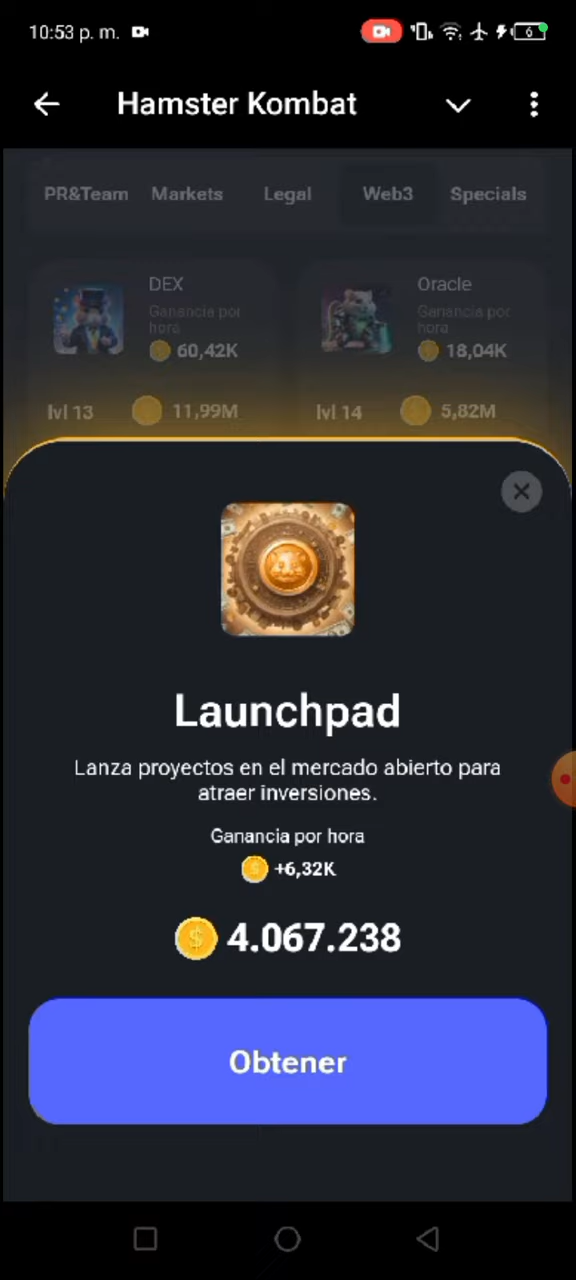 10:53 p. m.
6
Hamster Kombat
PR&Team Markets Legal Web3 Specials
DEX
Ganancia por
hora
60,42K
lvl 13 11,99M
Oracle
Ganancia por
hora
18,04K
lvl 14 5,82M
Launchpad
Lanza proyectos en el mercado abierto para
atraer inversiones.
Ganancia por hora
+6,32K
4.067.238
Obtener